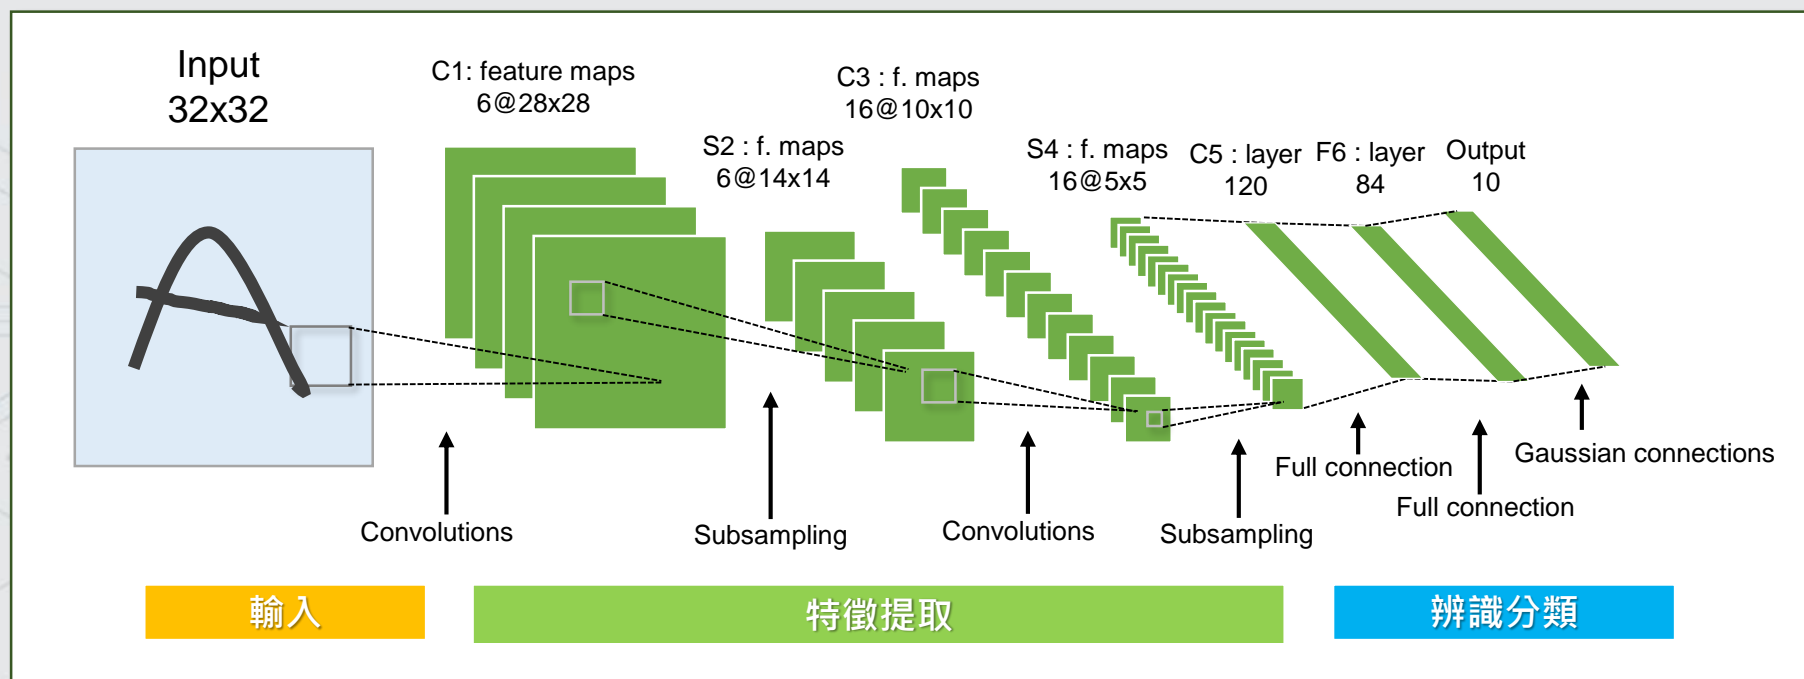 Input
32x32
C1: feature maps
6@28x28
S2 : f. maps
6@14x14
C3 : f. maps
16@10x10
S4 : f. maps
16@5x5
C5 : layer
120
F6 : layer
84
Output
10
Convolutions
Subsampling
Convolutions
Subsampling
Full connection
Full connection
Gaussian connections
輸入
特徵提取
辨識分類